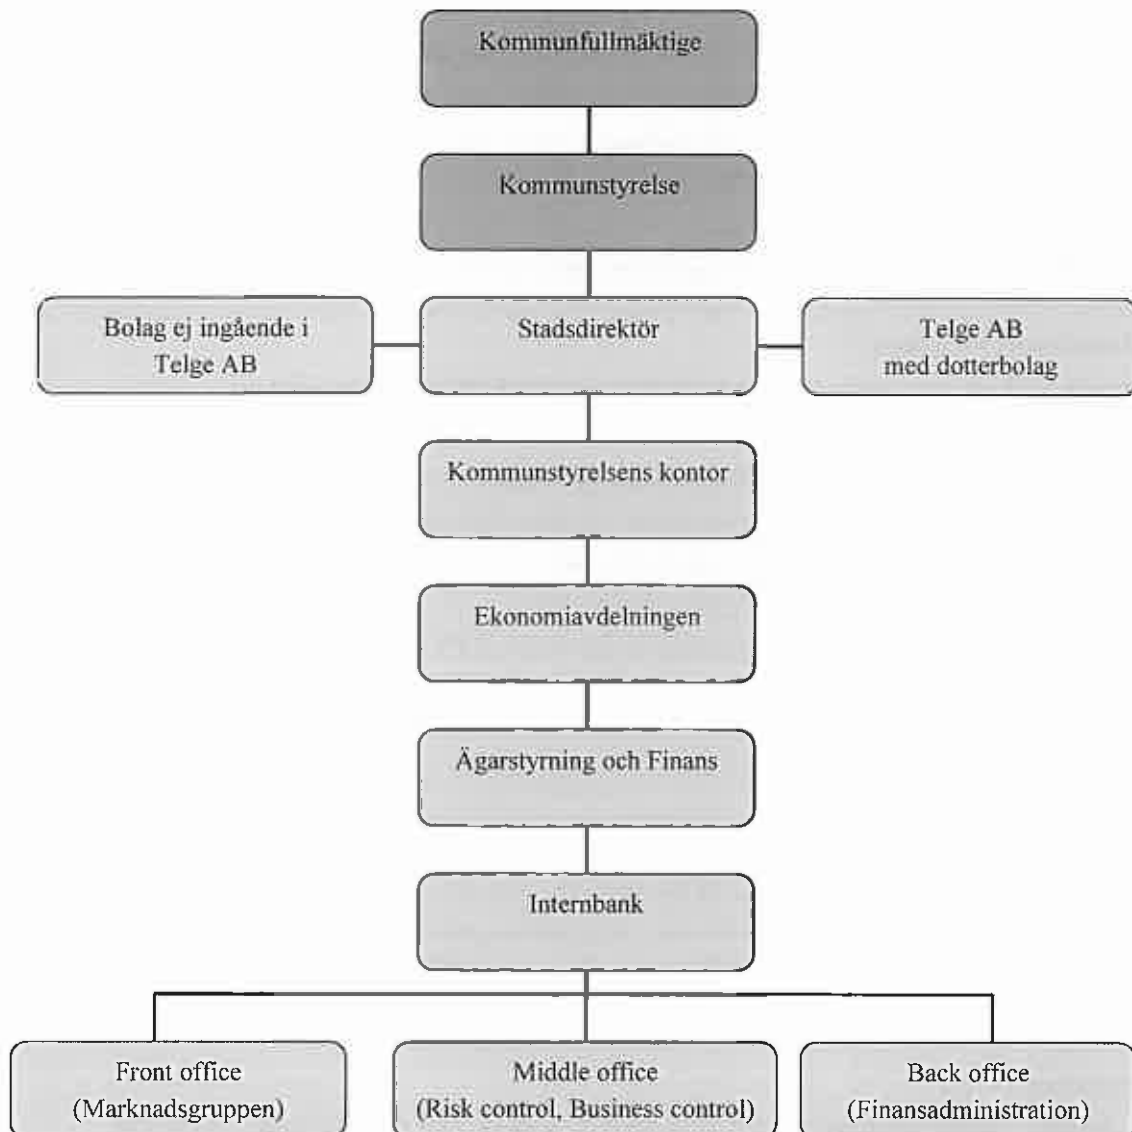 Kommunfullmäktige
Kommunstyrelse
Bolag ej ingående i
Telge AB
Stadsdirektör
Telge AB
med dotterbolag
Kommunstyrelsens kontor
Ekonomiavdelningen
Ägarstyrning och Finans
Internbank
Front office
(Marknadsgruppen)
Middle office
(Risk control, Business control)
Back office
(Finansadministration)